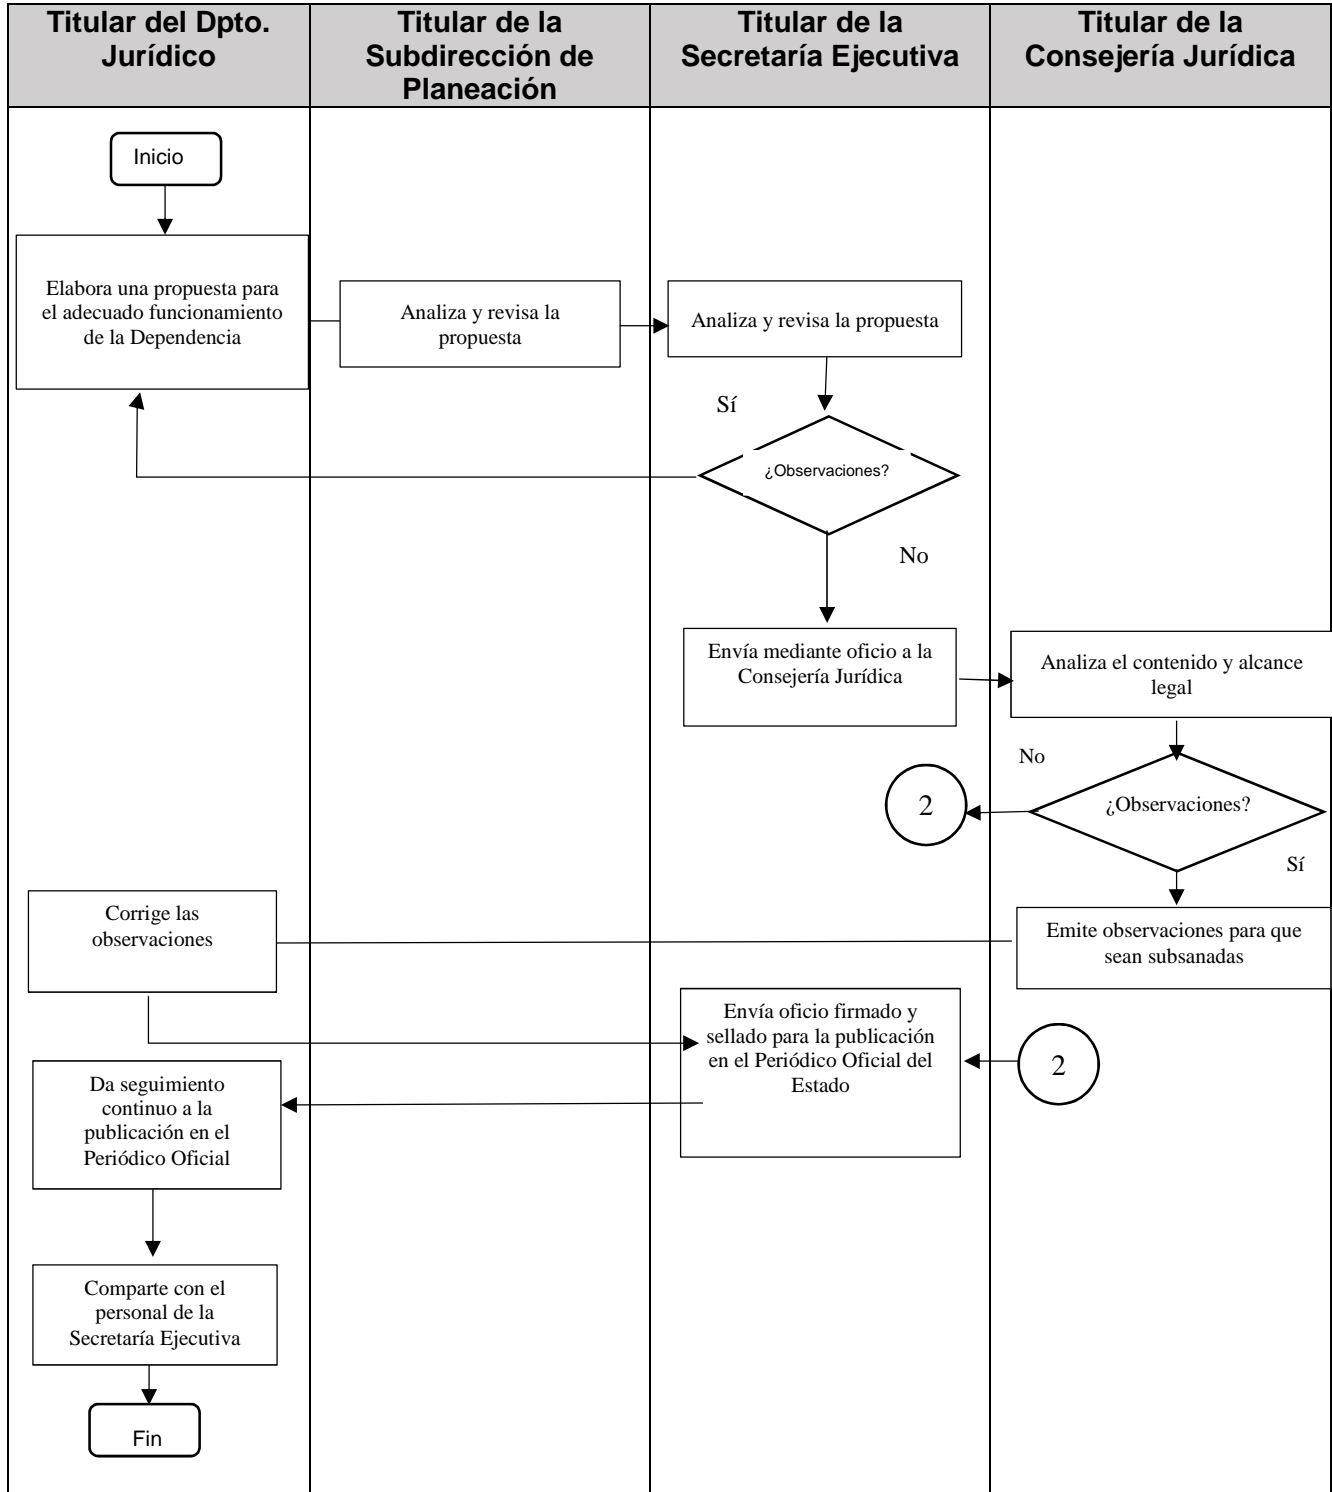 Titular del Dpto.
Jurídico
Titular de la
Subdirección de
Planeación
Titular de la
Secretaría Ejecutiva
Titular de la
Consejería Jurídica
Inicio
Elabora una propuesta para
el adecuado funcionamiento
de la Dependencia
Analiza y revisa la
propuesta
Analiza y revisa la propuesta
Sí
¿Observaciones?
No
Envía mediante oficio a la
Consejería Jurídica
Analiza el contenido y alcance
legal
No
¿Observaciones?
2
Sí
Corrige las
observaciones
Emite observaciones para que
sean subsanadas
Envía oficio firmado y
sellado para la publicación
en el Periódico Oficial del
Estado
2
Da seguimiento
continuo a la
publicación en el
Periódico Oficial
Comparte con el
personal de la
Secretaría Ejecutiva
Fin